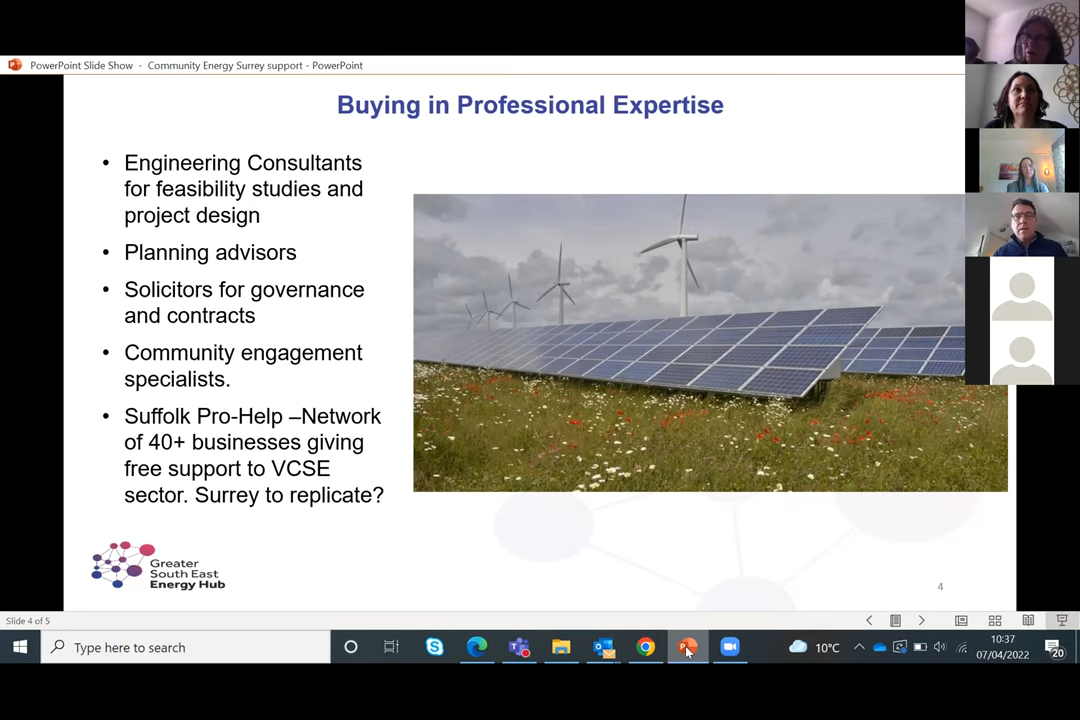 PowerPoint Slide Show - Community Energy Surrey support - PowerPoint
Buying in Professional Expertise
• Engineering Consultants
for feasibility studies and
project design
• Planning advisors
• Solicitors for governance
and contracts
• Community engagement
specialists.
• Suffolk Pro-Help –Network
of 40+ businesses giving
free support to VCSE
sector. Surrey to replicate?
Greater
South East
Energy Hub
4
Slide 4 of 5
Type here to search
10°C
10:37
07/04/2022
20